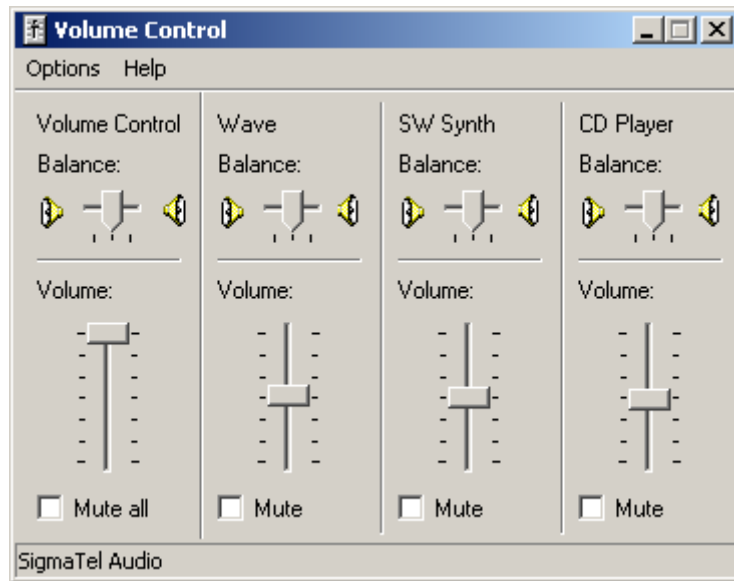 Volume Control
Options Help
Volume Control Wave SW Synth CD Player
Balance: Balance: Balance: Balance:
Volume: Volume: Volume: Volume:
Mute all Mute Mute Mute
SigmaTel Audio